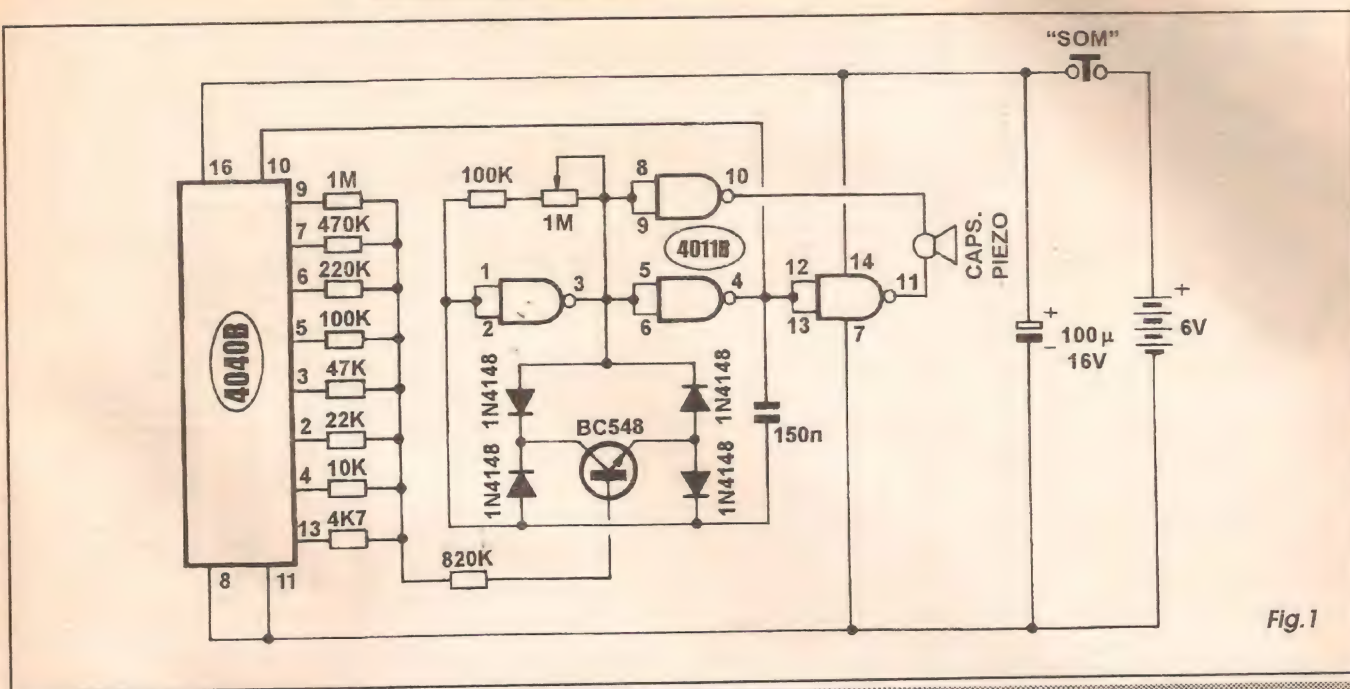 "SOM"
16
10
9
1M
7
470K
6
220K
5
100K
3
47K
2
22K
4
10K
13
4K7
8
11
4040B
820K
100K
1M
1
2
3
8
9
10
4011B
5
6
4
12
13
14
11
7
CAPS.
PIEZO
1N4148
1N4148
BC548
1N4148
1N4148
150n
+
- 100µ
16V
+
6V
Fig.1